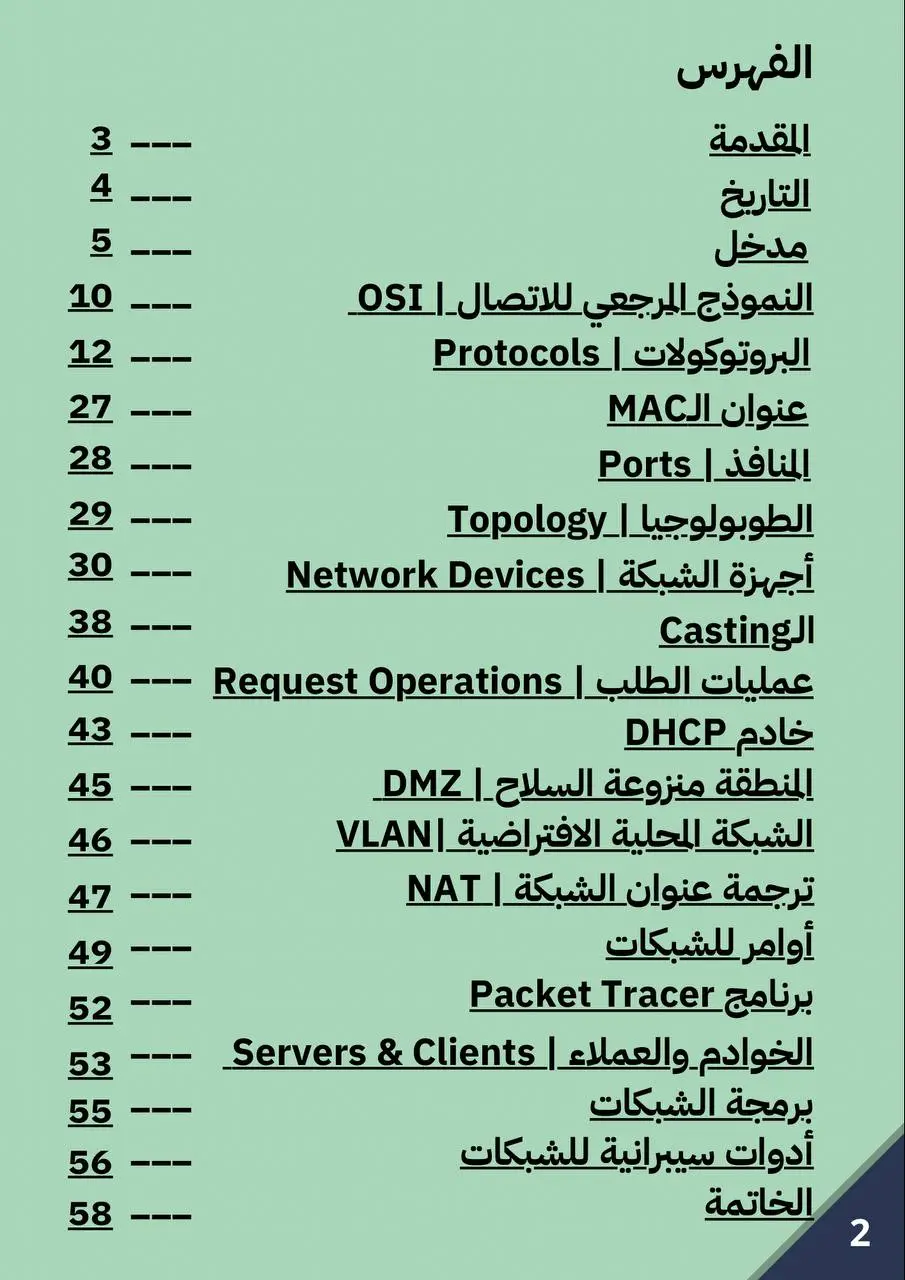 الفهرس
المقدمة --- 3
التاريخ --- 4
مدخل --- 5
النموذج المرجعي للاتصال | OSI --- 10
البروتوكولات | Protocols --- 12
عنوان الـMAC --- 27
المنافذ | Ports --- 28
الطوبولوجيا | Topology --- 29
أجهزة الشبكة | Network Devices --- 30
الـCasting --- 38
عمليات الطلب | Request Operations --- 40
خادم DHCP --- 43
المنطقة منزوعة السلاح | DMZ --- 45
الشبكة المحلية الافتراضية |VLAN --- 46
ترجمة عنوان الشبكة | NAT --- 47
أوامر للشبكات --- 49
برنامج Packet Tracer --- 52
الخوادم والعملاء | Servers & Clients --- 53
برمجة الشبكات --- 55
أدوات سيبرانية للشبكات --- 56
الخاتمة --- 58
2